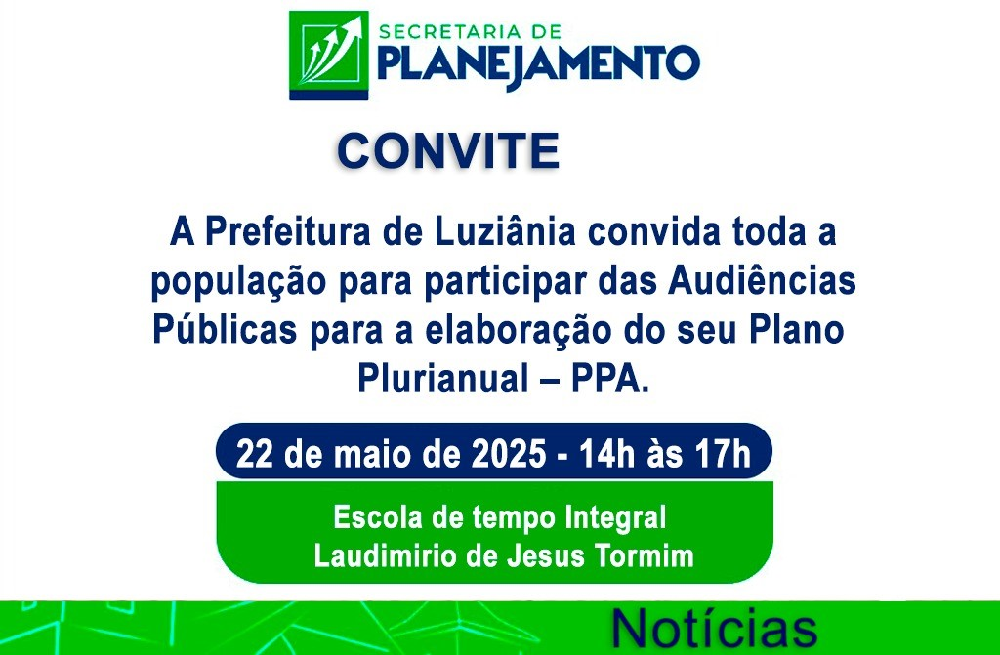 SECRETARIA DE
PLANEJAMENTO
CONVITE
A Prefeitura de Luziânia convida toda a
população para participar das Audiências
Públicas para a elaboração do seu Plano
Plurianual – PPA.
22 de maio de 2025 - 14h às 17h
Escola de tempo Integral
Laudimirio de Jesus Tormim
Notícias